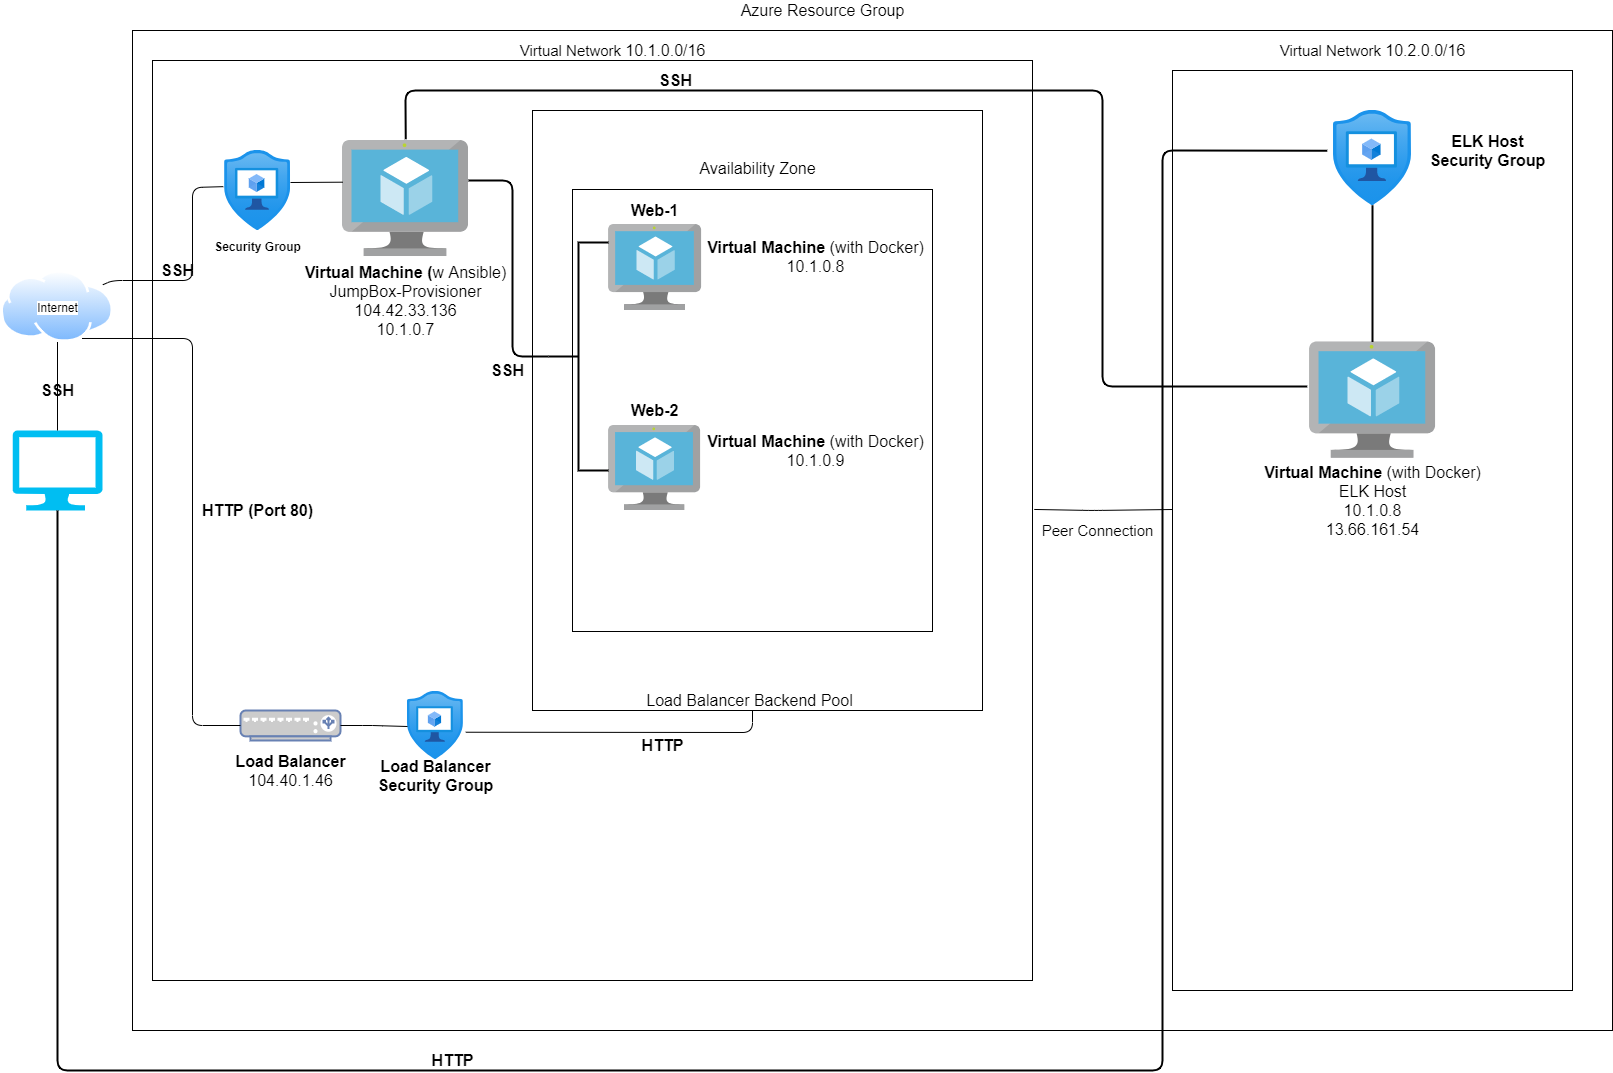 Azure Resource Group
Virtual Network 10.1.0.0/16
Virtual Network 10.2.0.0/16
SSH
ELK Host
Security Group
Availability Zone
Web-1
Virtual Machine (with Docker)
10.1.0.8
Security Group
SSH
Virtual Machine (w Ansible)
JumpBox-Provisioner
104.42.33.136
10.1.0.7
Internet
SSH
SSH
Web-2
Virtual Machine (with Docker)
10.1.0.9
Virtual Machine (with Docker)
ELK Host
10.1.0.8
13.66.161.54
HTTP (Port 80)
Peer Connection
Load Balancer Backend Pool
HTTP
Load Balancer
104.40.1.46
Load Balancer
Security Group
HTTP